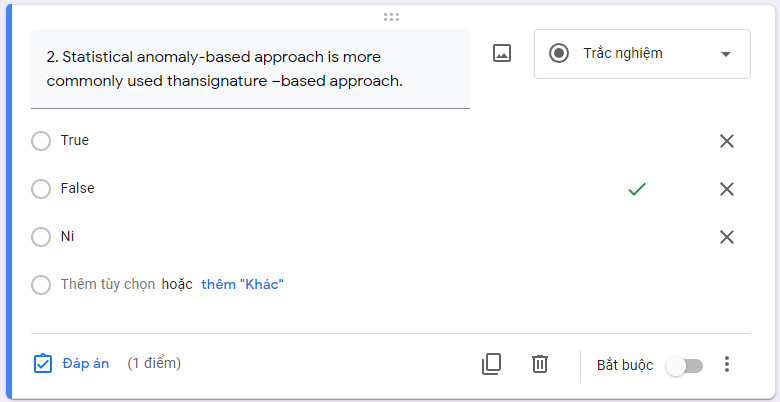 2. Statistical anomaly-based approach is more
commonly used thansignature –based approach.
Trắc nghiệm
True
False
Ni
Thêm tùy chọn hoặc thêm "Khác"
Đáp án (1 điểm)
Bắt buộc